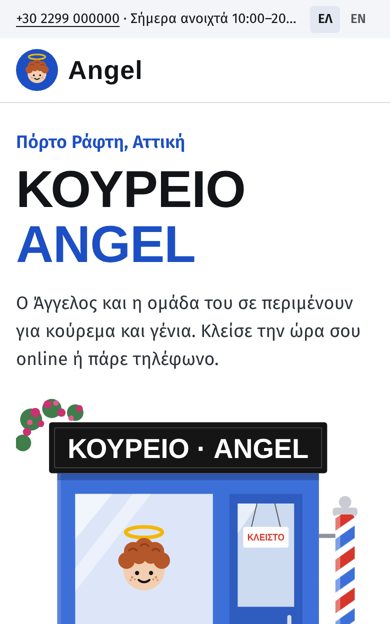 +30 2299 000000 · Σήμερα ανοιχτά 10:00–20... ΕΛ EN
Angel
Πόρτο Ράφτη, Αττική
ΚΟΥΡΕΙΟ
ANGEL
Ο Άγγελος και η ομάδα του σε περιμένουν
για κούρεμα και γένια. Κλείσε την ώρα σου
online ή πάρε τηλέφωνο.
ΚΟΥΡΕΙΟ · ANGEL
ΚΛΕΙΣΤΟ